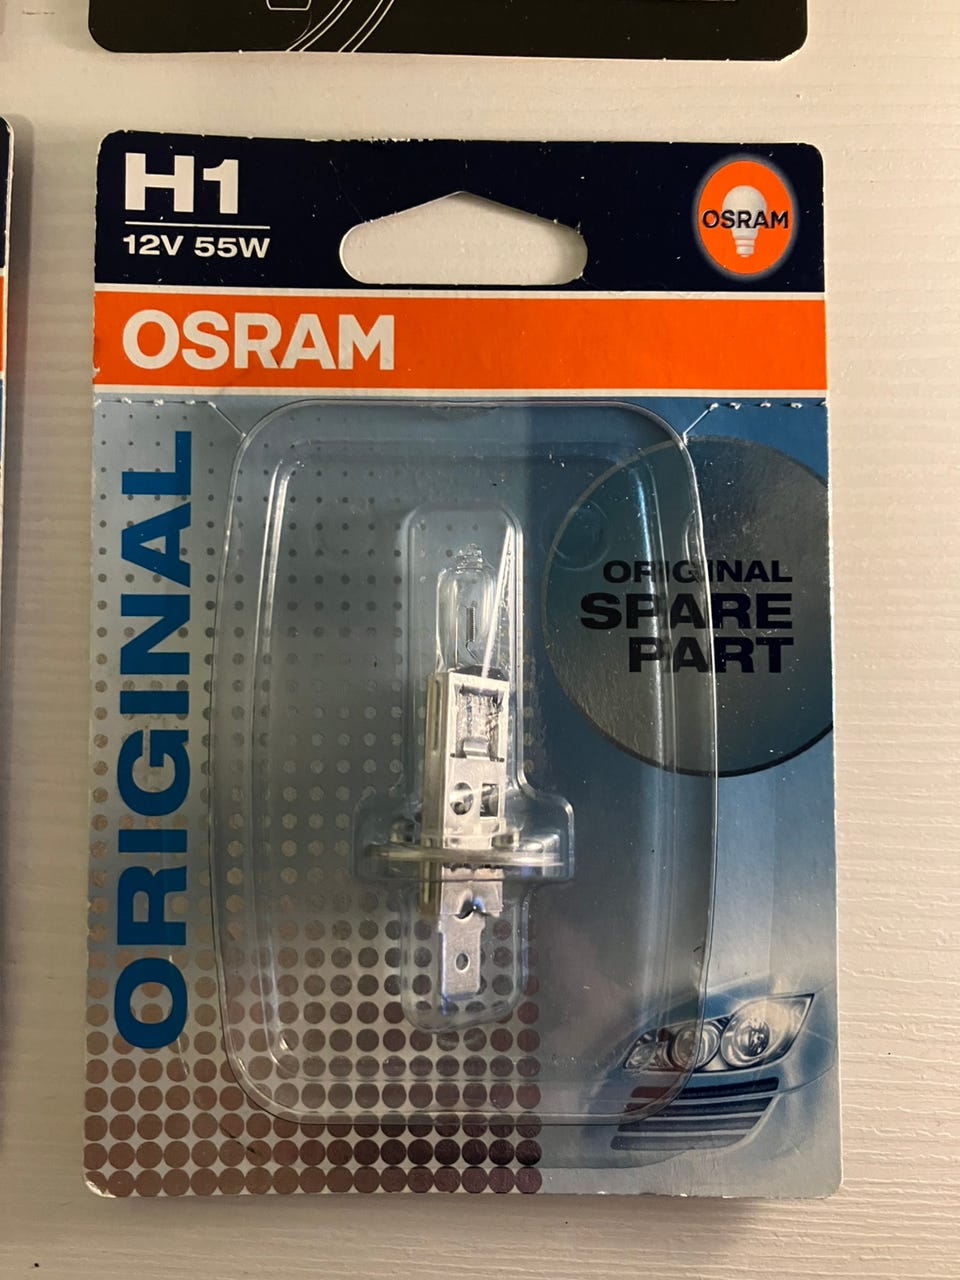 H1
12V 55W
OSRAM
OSRAM
ORIGINAL
ORIGINAL
SPARE
PART